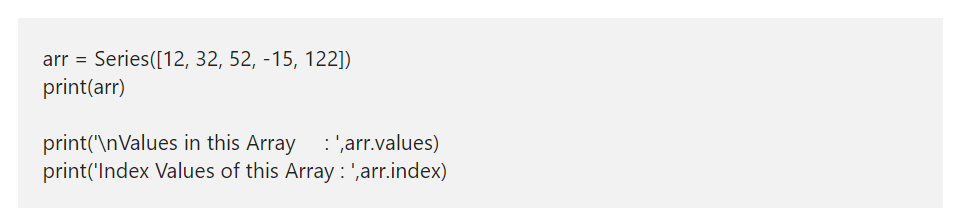 arr = Series([12, 32, 52, -15, 122])
print(arr)
print('\nValues in this Array     : ',arr.values)
print('Index Values of this Array : ',arr.index)